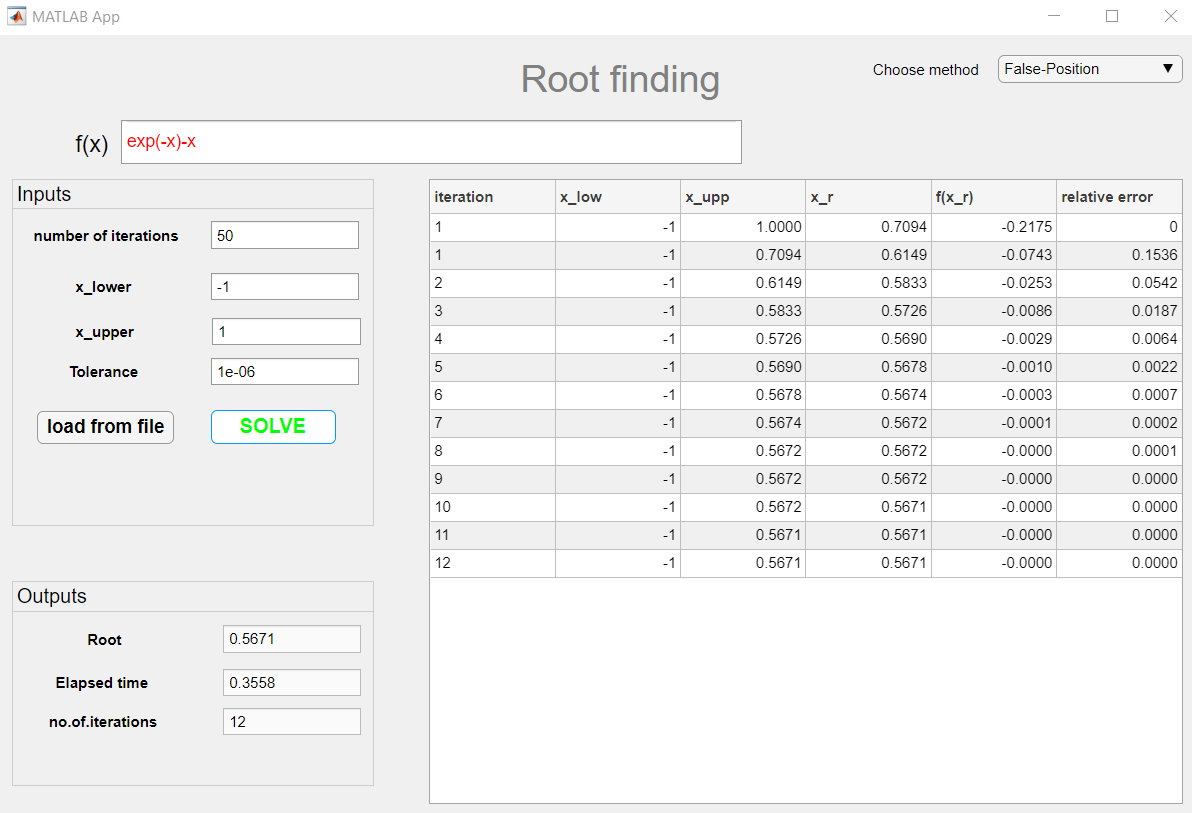 MATLAB App
Root finding
Choose method False-Position
f(x) exp(-x)-x
Inputs
number of iterations 50
x_lower -1
x_upper 1
Tolerance 1e-06
load from file SOLVE
Outputs
Root 0.5671
Elapsed time 0.3558
no.of.iterations 12
iteration x_low x_upp x_r f(x_r) relative error
1 -1 1.0000 0.7094 -0.2175 0
1 -1 0.7094 0.6149 -0.0743 0.1536
2 -1 0.6149 0.5833 -0.0253 0.0542
3 -1 0.5833 0.5726 -0.0086 0.0187
4 -1 0.5726 0.5690 -0.0029 0.0064
5 -1 0.5690 0.5678 -0.0010 0.0022
6 -1 0.5678 0.5674 -0.0003 0.0007
7 -1 0.5674 0.5672 -0.0001 0.0002
8 -1 0.5672 0.5672 -0.0000 0.0001
9 -1 0.5672 0.5672 -0.0000 0.0000
10 -1 0.5672 0.5671 -0.0000 0.0000
11 -1 0.5671 0.5671 -0.0000 0.0000
12 -1 0.5671 0.5671 -0.0000 0.0000